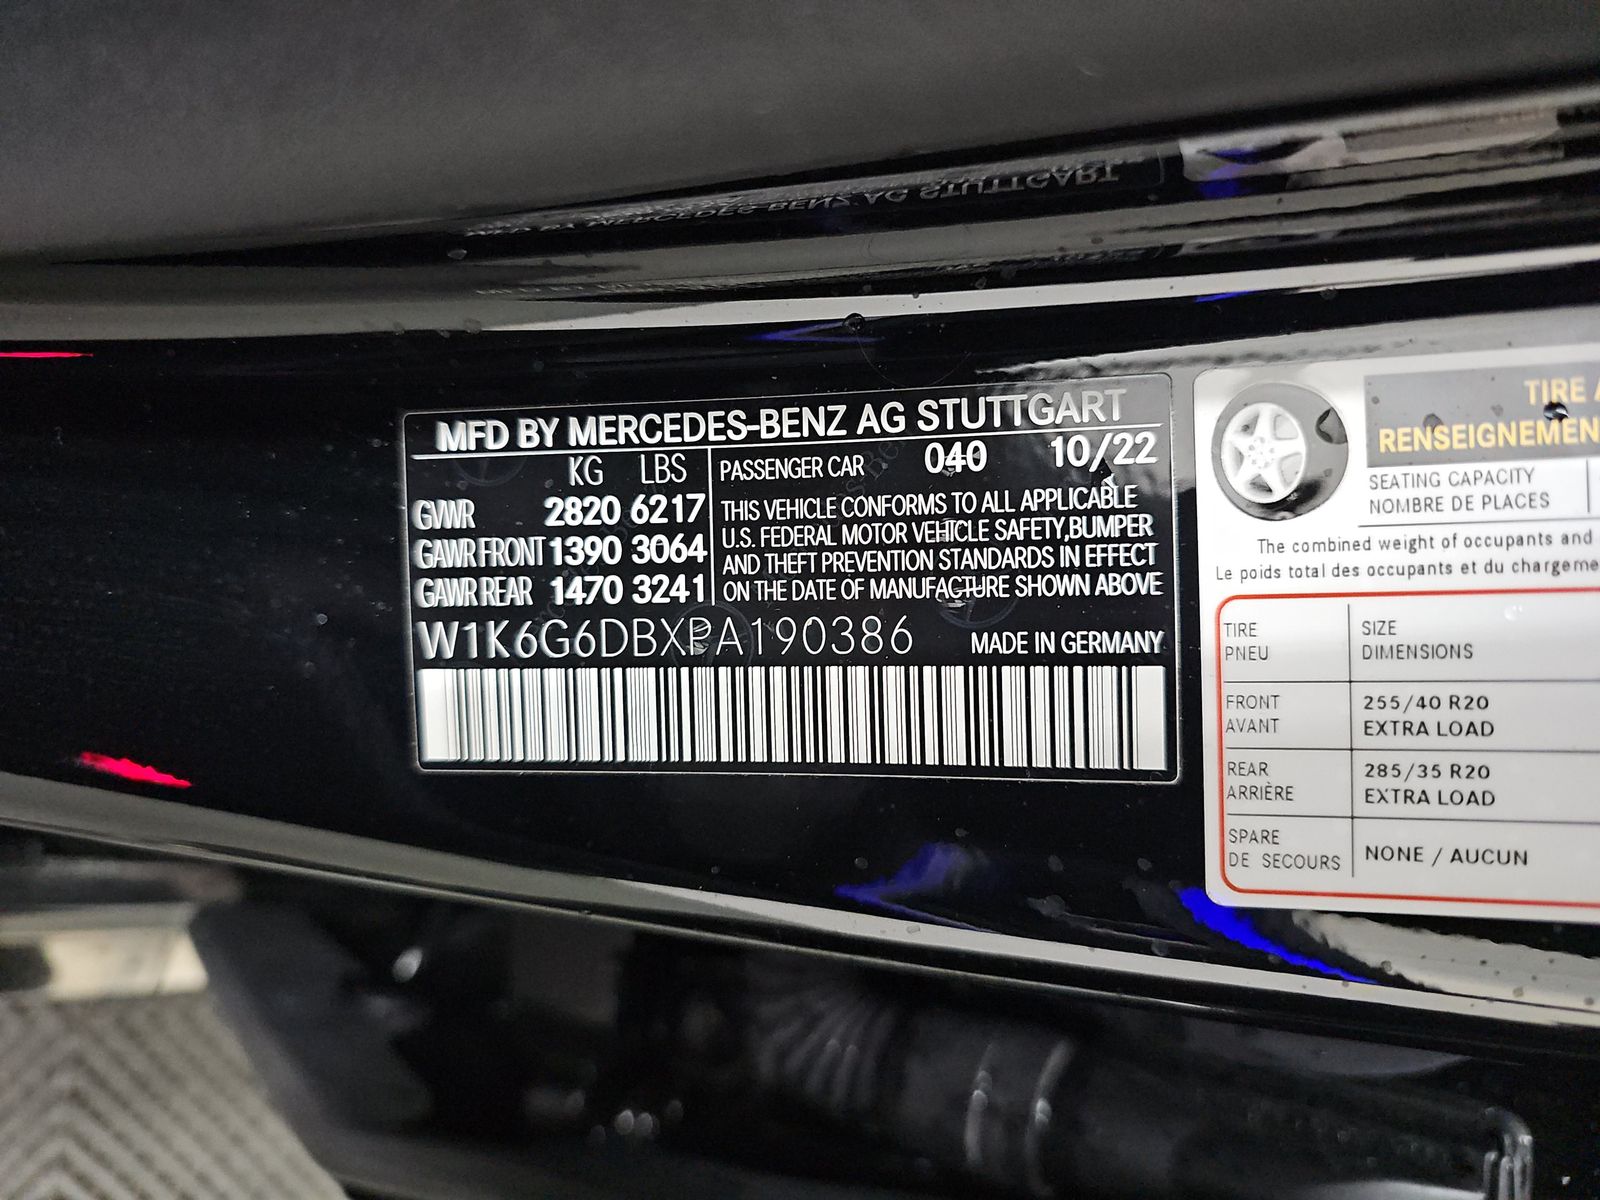 MFD BY MERCEDES-BENZ AG STUTTGART
KG LBS
GVWR 2820 6217
GAWR FRONT 1390 3064
GAWR REAR 1470 3241
PASSENGER CAR 040 10/22
THIS VEHICLE CONFORMS TO ALL APPLICABLE
U.S. FEDERAL MOTOR VEHICLE SAFETY, BUMPER
AND THEFT PREVENTION STANDARDS IN EFFECT
ON THE DATE OF MANUFACTURE SHOWN ABOVE
W1K6G6DBXPA190386 MADE IN GERMANY
TIRE
RENSEIGNEMEN
SEATING CAPACITY
NOMBRE DE PLACES
The combined weight of occupants and
Le poids total des occupants et du chargeme
TIRE SIZE
PNEU DIMENSIONS
FRONT 255/40 R20
AVANT EXTRA LOAD
REAR 285/35 R20
ARRIÈRE EXTRA LOAD
SPARE
DE SECOURS NONE / AUCUN